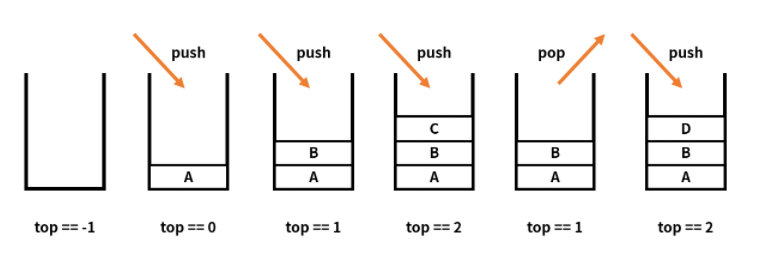 push push push pop push
C D
B B B B
A A A A A
top == -1 top == 0 top == 1 top == 2 top == 1 top == 2